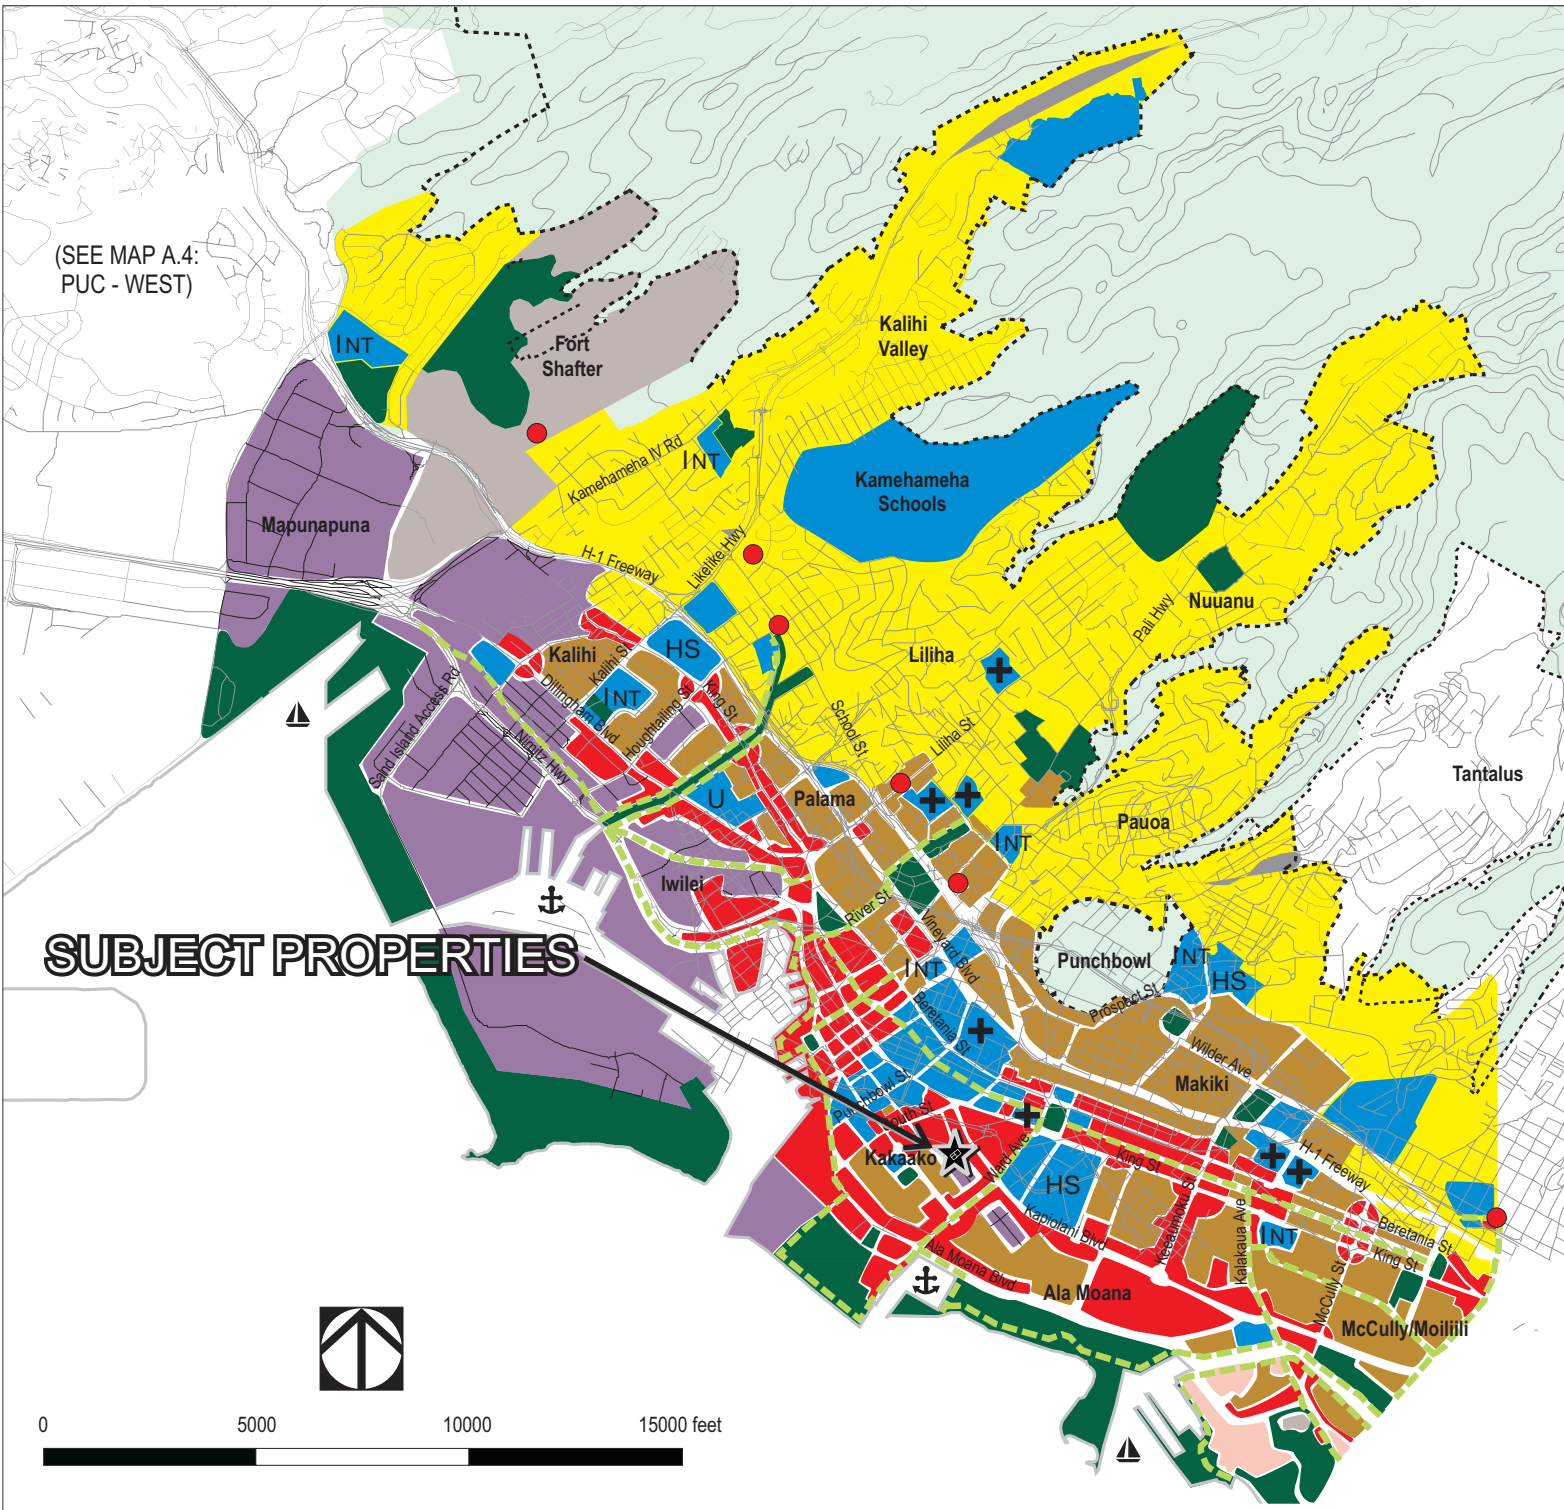 (SEE MAP A.4:
PUC - WEST)
INT
Fort
Shafter
Kalihi
Valley
Kamehameha IV Rd
INT
Kamehameha
Schools
Mapunapuna
H-1 Freeway
Likelike Hwy
Nuuanu
Pali Hwy
Kalihi
Kalihi St
HS
Liliha
INT
Dillingham Blvd
Houghtailing St
King St
Sand Island Access Rd
Nimitz Hwy
School St
Liliha St
Tantalus
U
Palama
Pauoa
INT
Iwilei
River St
Vineyard Blvd
SUBJECT PROPERTIES
INT
Punchbowl
INT
HS
Prospect St
Beretania St
Wilder Ave
Makiki
Punchbowl St
South St
Kakaako
Ward Ave
King St
H-1 Freeway
HS
Keeaumoku St
Kapiolani Blvd
Kalakaua Ave
INT
Beretania St
King St
Ala Moana Blvd
Ala Moana
McCully St
McCully/Moiliili
0 5000 10000 15000 feet